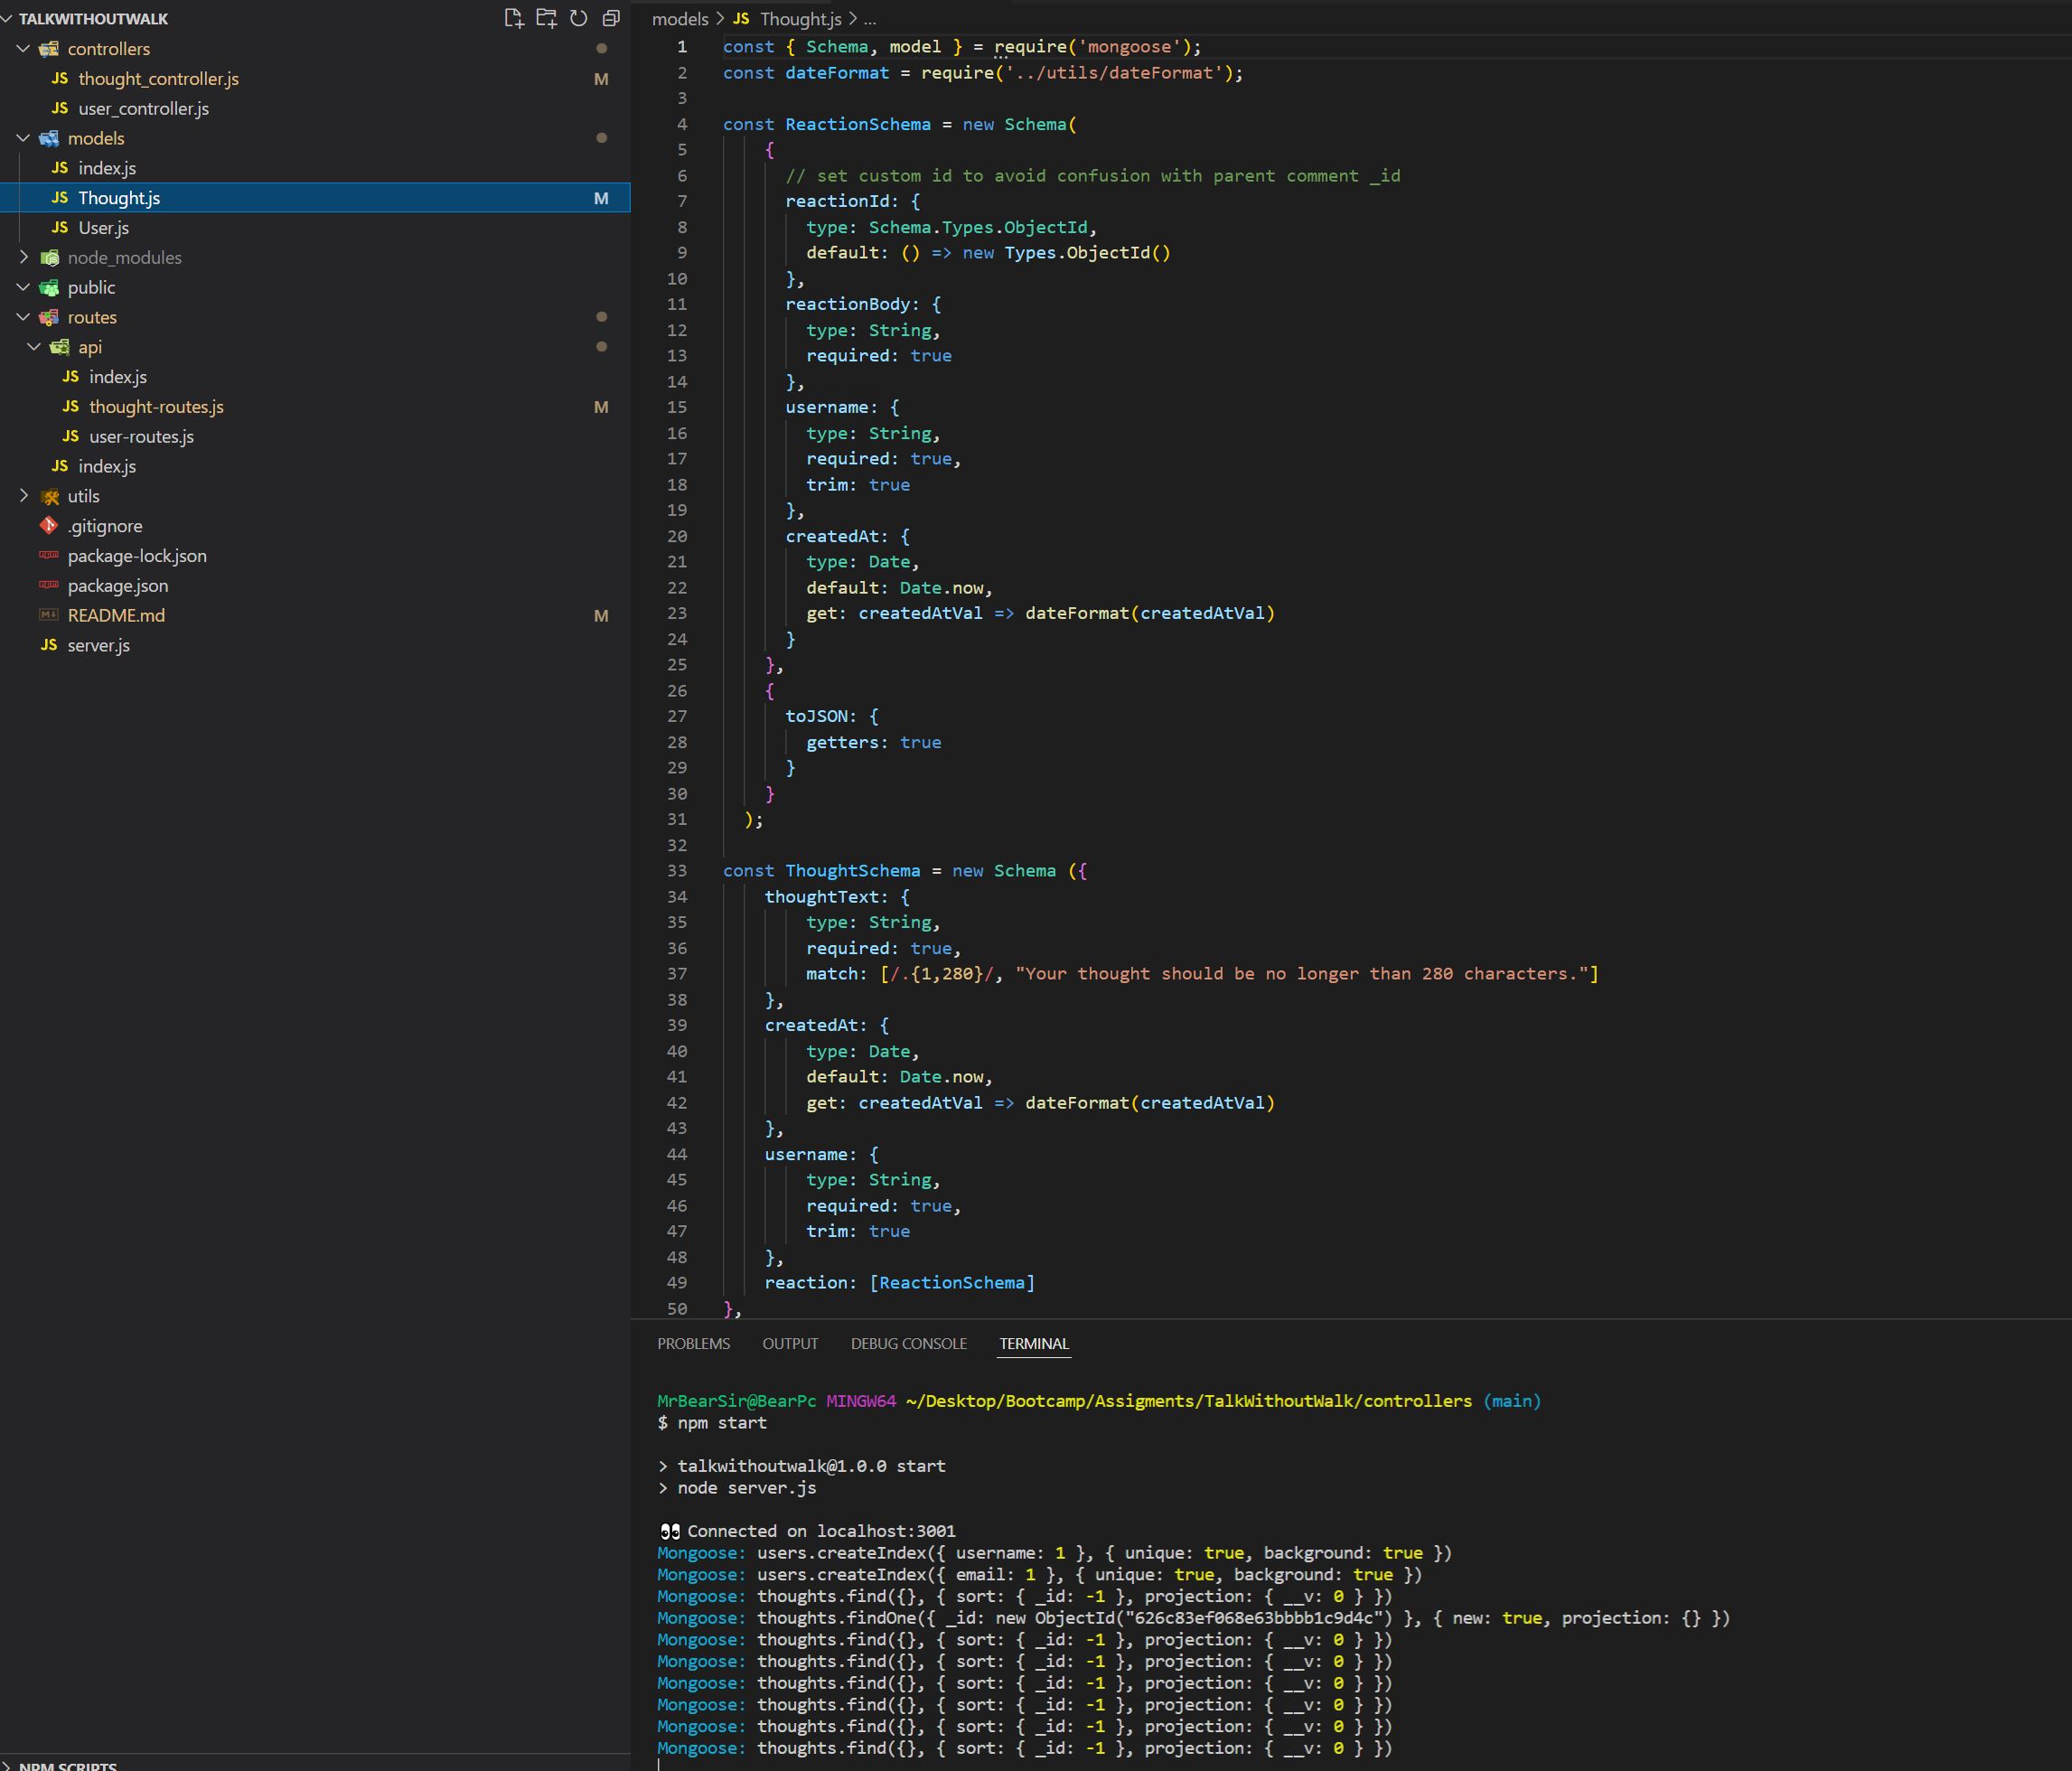 TALKWITHOUTWALK
controllers
JS thought_controller.js M
JS user_controller.js
models
JS index.js
JS Thought.js M
JS User.js
node_modules
public
routes
api
JS index.js
JS thought-routes.js M
JS user-routes.js
JS index.js
utils
.gitignore
package-lock.json
package.json
README.md M
JS server.js
NPM SCRIPTS
models > JS Thought.js > ...
1 const { Schema, model } = require('mongoose');
2 const dateFormat = require('../utils/dateFormat');
3
4 const ReactionSchema = new Schema(
5 {
6 // set custom id to avoid confusion with parent comment _id
7 reactionId: {
8 type: Schema.Types.ObjectId,
9 default: () => new Types.ObjectId()
10 },
11 reactionBody: {
12 type: String,
13 required: true
14 },
15 username: {
16 type: String,
17 required: true,
18 trim: true
19 },
20 createdAt: {
21 type: Date,
22 default: Date.now,
23 get: createdAtVal => dateFormat(createdAtVal)
24 }
25 },
26 {
27 toJSON: {
28 getters: true
29 }
30 }
31 );
32
33 const ThoughtSchema = new Schema ({
34 thoughtText: {
35 type: String,
36 required: true,
37 match: [/.{1,280}/, "Your thought should be no longer than 280 characters."]
38 },
39 createdAt: {
40 type: Date,
41 default: Date.now,
42 get: createdAtVal => dateFormat(createdAtVal)
43 },
44 username: {
45 type: String,
46 required: true,
47 trim: true
48 },
49 reaction: [ReactionSchema]
50 },
PROBLEMS OUTPUT DEBUG CONSOLE TERMINAL
MrBearSir@BearPc MINGW64 ~/Desktop/Bootcamp/Assigments/TalkWithoutWalk/controllers (main)
$ npm start
> talkwithoutwalk@1.0.0 start
> node server.js
👀 Connected on localhost:3001
Mongoose: users.createIndex({ username: 1 }, { unique: true, background: true })
Mongoose: users.createIndex({ email: 1 }, { unique: true, background: true })
Mongoose: thoughts.find({}, { sort: { _id: -1 }, projection: { __v: 0 } })
Mongoose: thoughts.findOne({ _id: new ObjectId("626c83ef068e63bbbb1c9d4c") }, { new: true, projection: {} })
Mongoose: thoughts.find({}, { sort: { _id: -1 }, projection: { __v: 0 } })
Mongoose: thoughts.find({}, { sort: { _id: -1 }, projection: { __v: 0 } })
Mongoose: thoughts.find({}, { sort: { _id: -1 }, projection: { __v: 0 } })
Mongoose: thoughts.find({}, { sort: { _id: -1 }, projection: { __v: 0 } })
Mongoose: thoughts.find({}, { sort: { _id: -1 }, projection: { __v: 0 } })
Mongoose: thoughts.find({}, { sort: { _id: -1 }, projection: { __v: 0 } })